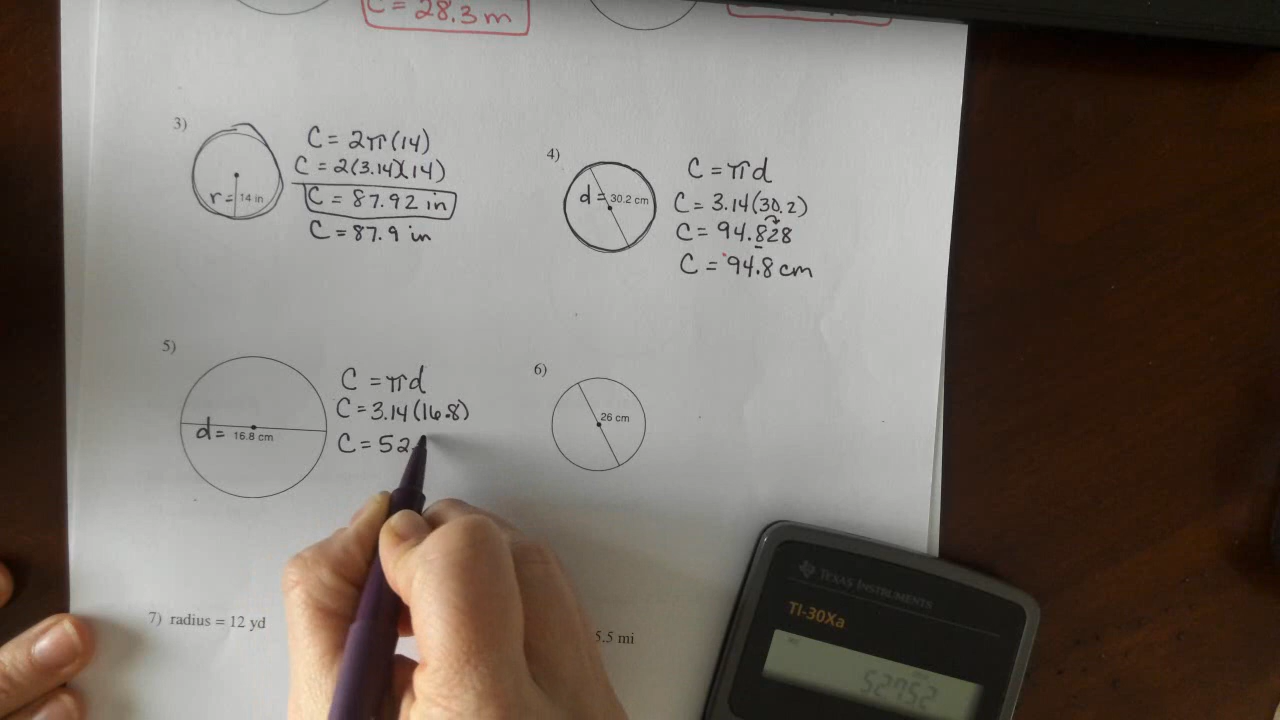 C = 28.3 m
3)
r = 14 in
C = 2π(14)
C = 2(3.14)(14)
C = 87.92 in
C = 87.9 in
4)
d = 30.2 cm
C = πd
C = 3.14(30.2)
C = 94.828
C = 94.8 cm
5)
d = 16.8 cm
C = πd
C = 3.14(16.8)
C = 52.
6)
26 cm
7) radius = 12 yd
5.5 mi
TEXAS INSTRUMENTS
TI-30Xa
52.752